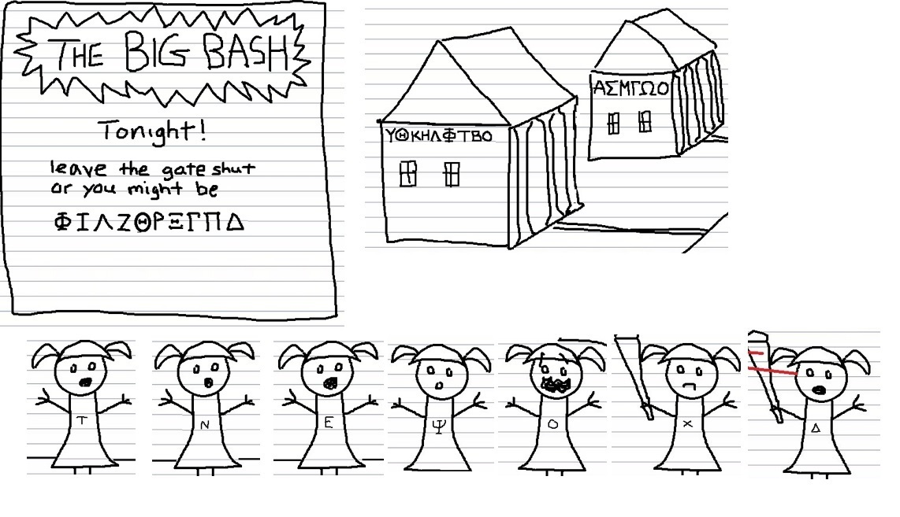 THE BIG BASH
Tonight!
leave the gate shut
or you might be
ΦΙΛΖΘΡΞΓΠΔ
ΥΘΚΗΛΦΤΒΟ
ΑΣΜΓΩΟ
Τ Ν Ε Ψ Ο Χ Δ